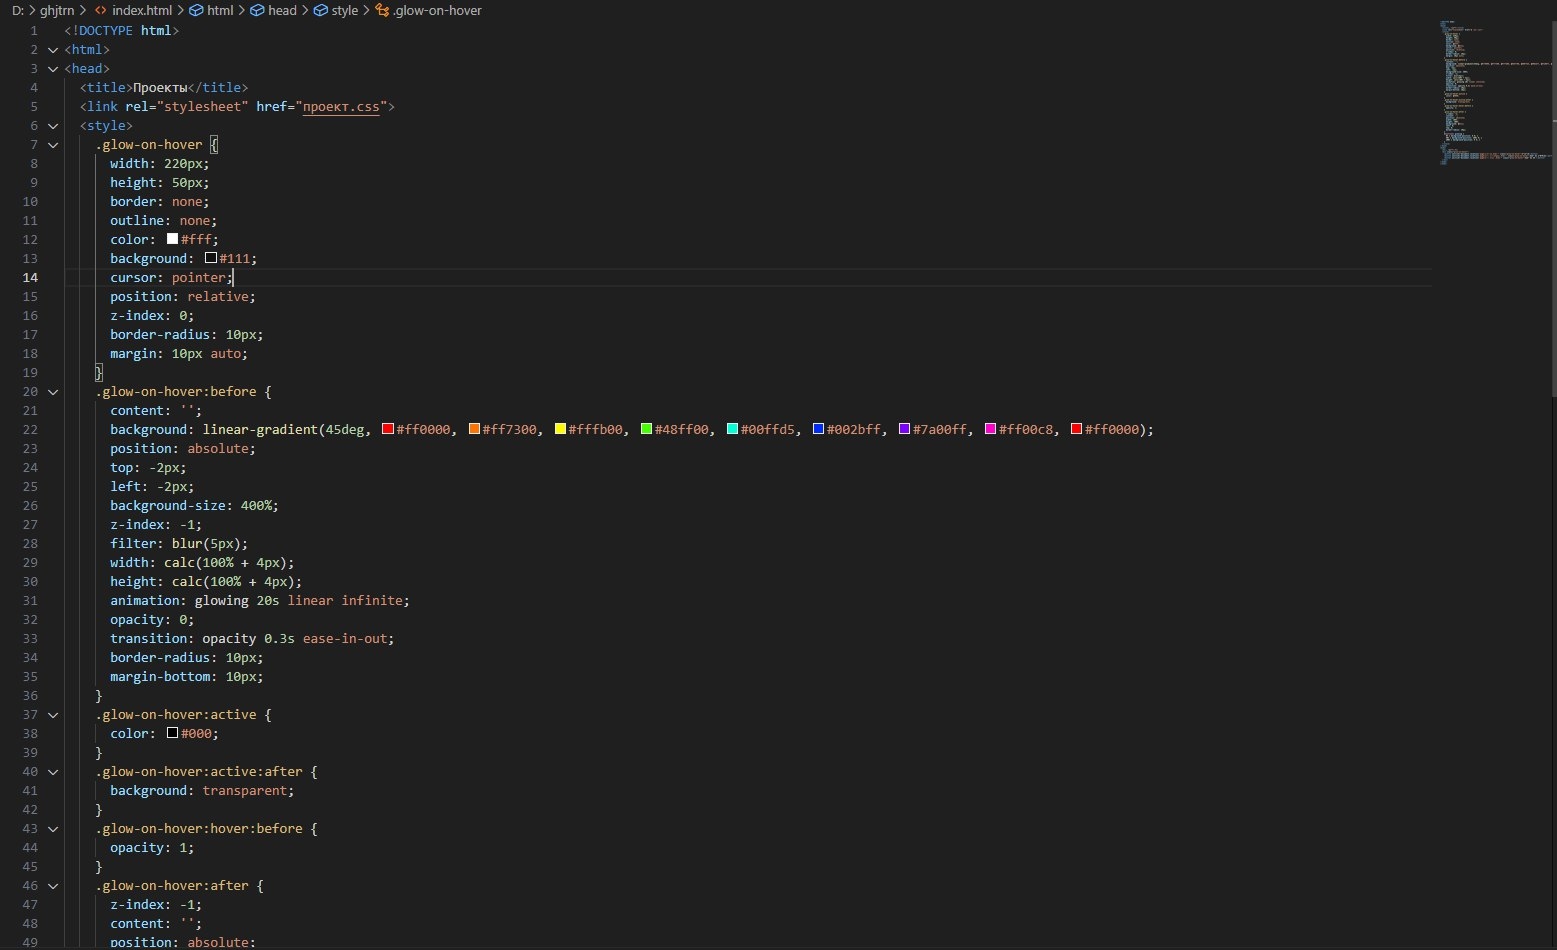 D: > ghjtrn > <> index.html > html > head > style > .glow-on-hover
1 <!DOCTYPE html>
2 <html>
3 <head>
4 <title>Проекты</title>
5 <link rel="stylesheet" href="проект.css">
6 <style>
7 .glow-on-hover {
8 width: 220px;
9 height: 50px;
10 border: none;
11 outline: none;
12 color: #fff;
13 background: #111;
14 cursor: pointer;
15 position: relative;
16 z-index: 0;
17 border-radius: 10px;
18 margin: 10px auto;
19 }
20 .glow-on-hover:before {
21 content: '';
22 background: linear-gradient(45deg, #ff0000, #ff7300, #fffb00, #48ff00, #00ffd5, #002bff, #7a00ff, #ff00c8, #ff0000);
23 position: absolute;
24 top: -2px;
25 left: -2px;
26 background-size: 400%;
27 z-index: -1;
28 filter: blur(5px);
29 width: calc(100% + 4px);
30 height: calc(100% + 4px);
31 animation: glowing 20s linear infinite;
32 opacity: 0;
33 transition: opacity 0.3s ease-in-out;
34 border-radius: 10px;
35 margin-bottom: 10px;
36 }
37 .glow-on-hover:active {
38 color: #000;
39 }
40 .glow-on-hover:active:after {
41 background: transparent;
42 }
43 .glow-on-hover:hover:before {
44 opacity: 1;
45 }
46 .glow-on-hover:after {
47 z-index: -1;
48 content: '';
49 position: absolute;